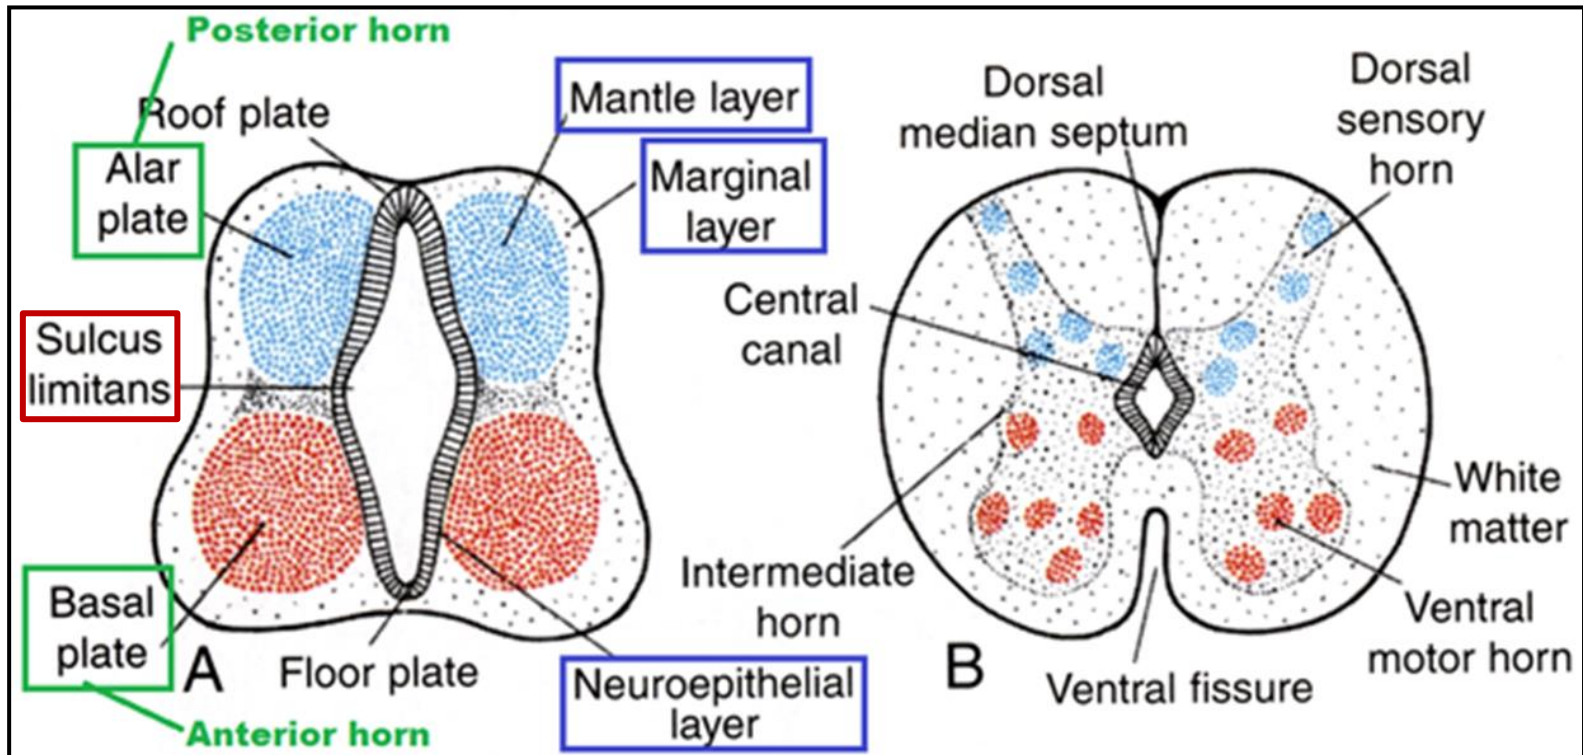 Posterior horn
Roof plate
Alar
plate
Sulcus
limitans
Basal
plate
A
Anterior horn
Floor plate
Mantle layer
Marginal
layer
Neuroepithelial
layer
Dorsal
median septum
Dorsal
sensory
horn
Central
canal
Intermediate
horn
B
Ventral fissure
White
matter
Ventral
motor horn